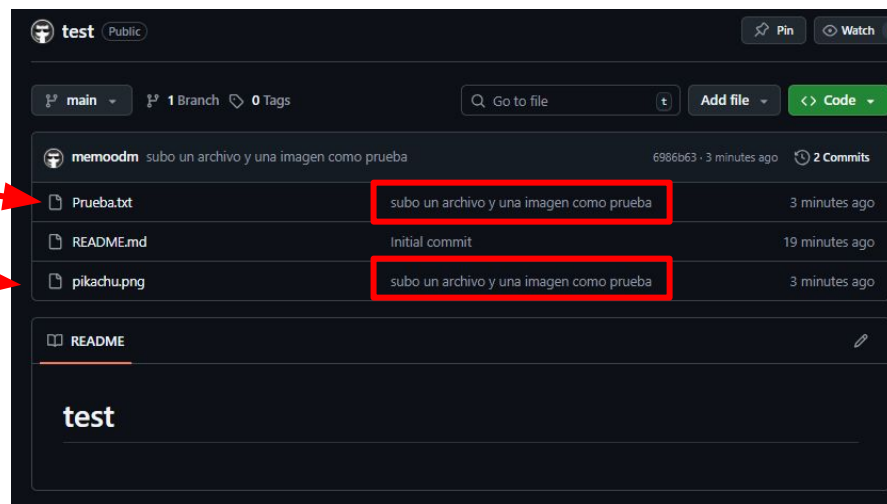 test Public
Pin
Watch
main
1 Branch
0 Tags
Go to file
t
Add file
<> Code
memoodm subo un archivo y una imagen como prueba
6986b63 · 3 minutes ago
2 Commits
Prueba.txt
subo un archivo y una imagen como prueba
3 minutes ago
README.md
Initial commit
19 minutes ago
pikachu.png
subo un archivo y una imagen como prueba
3 minutes ago
README
test